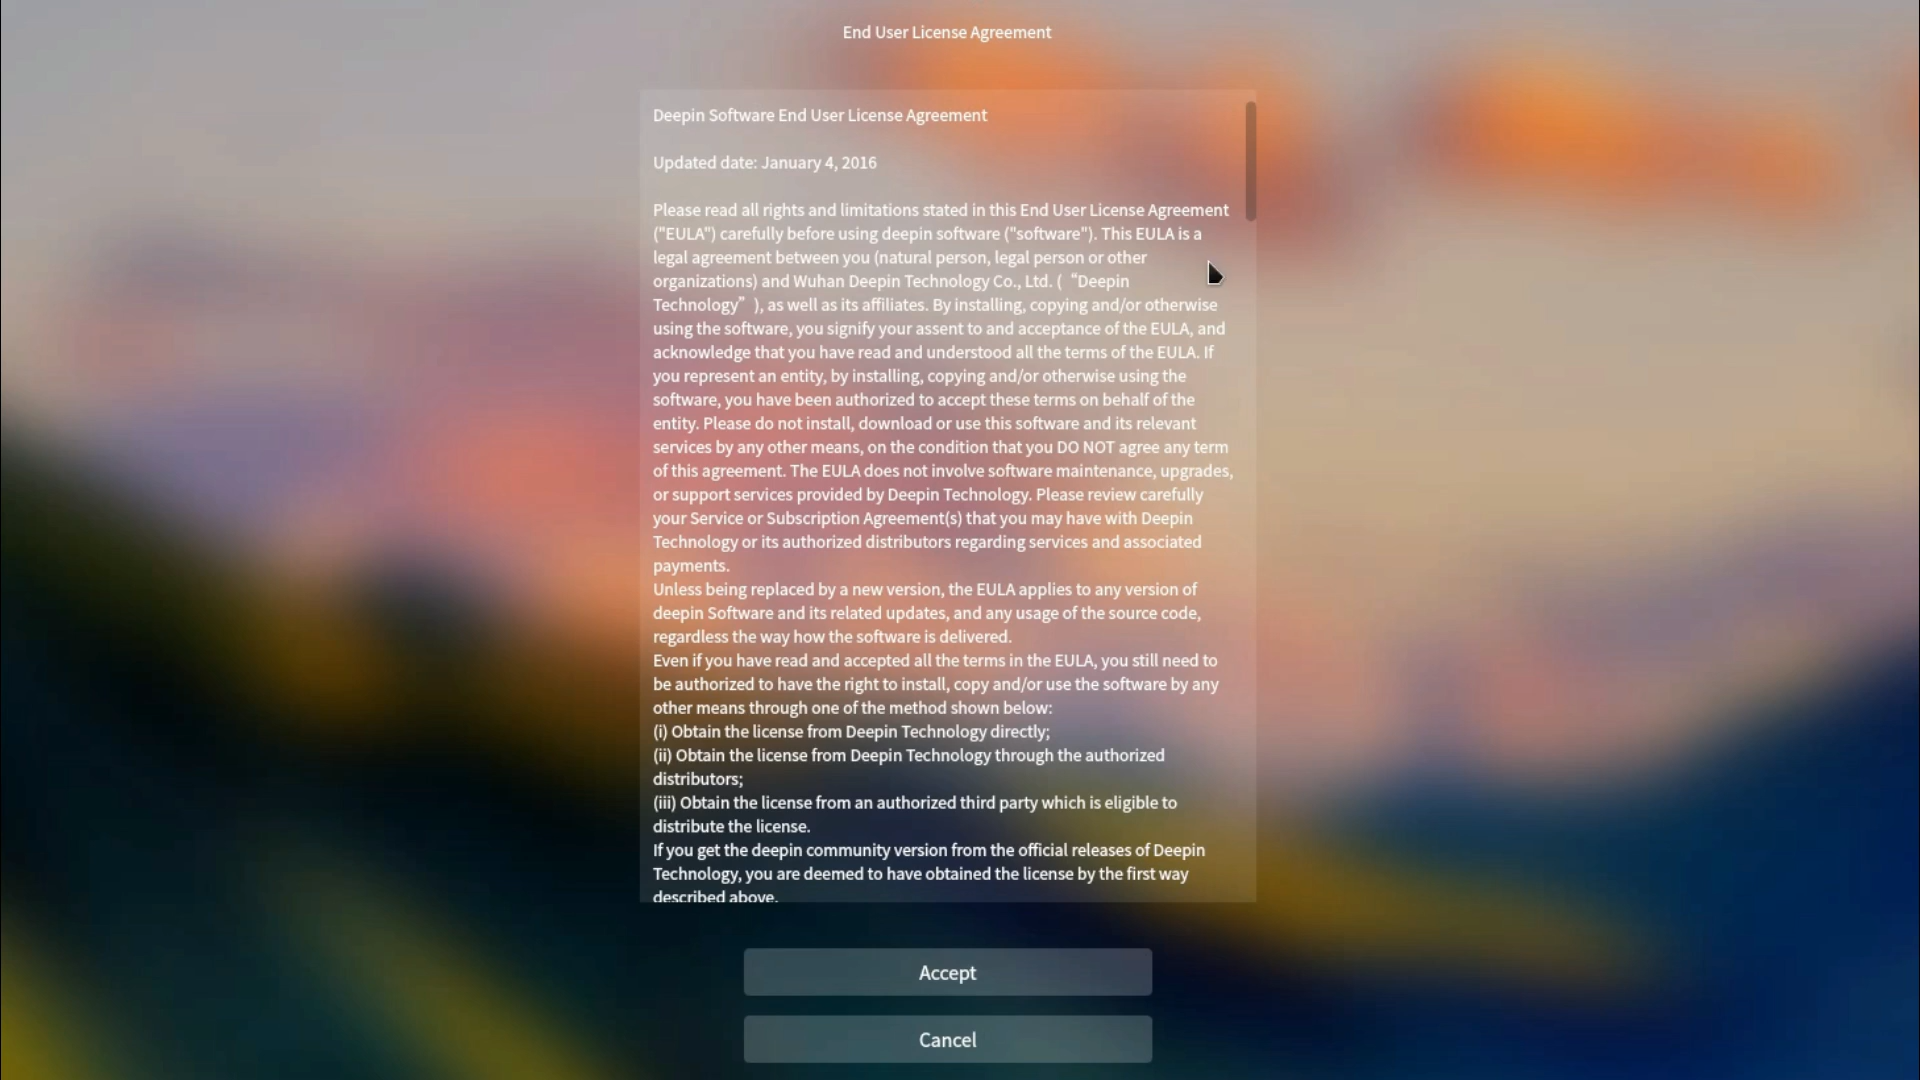 End User License Agreement
Deepin Software End User License Agreement
Updated date: January 4, 2016
Please read all rights and limitations stated in this End User License Agreement
("EULA") carefully before using deepin software ("software"). This EULA is a
legal agreement between you (natural person, legal person or other
organizations) and Wuhan Deepin Technology Co., Ltd. (“Deepin
Technology”), as well as its affiliates. By installing, copying and/or otherwise
using the software, you signify your assent to and acceptance of the EULA, and
acknowledge that you have read and understood all the terms of the EULA. If
you represent an entity, by installing, copying and/or otherwise using the
software, you have been authorized to accept these terms on behalf of the
entity. Please do not install, download or use this software and its relevant
services by any other means, on the condition that you DO NOT agree any term
of this agreement. The EULA does not involve software maintenance, upgrades,
or support services provided by Deepin Technology. Please review carefully
your Service or Subscription Agreement(s) that you may have with Deepin
Technology or its authorized distributors regarding services and associated
payments.
Unless being replaced by a new version, the EULA applies to any version of
deepin Software and its related updates, and any usage of the source code,
regardless the way how the software is delivered.
Even if you have read and accepted all the terms in the EULA, you still need to
be authorized to have the right to install, copy and/or use the software by any
other means through one of the method shown below:
(i) Obtain the license from Deepin Technology directly;
(ii) Obtain the license from Deepin Technology through the authorized
distributors;
(iii) Obtain the license from an authorized third party which is eligible to
distribute the license.
If you get the deepin community version from the official releases of Deepin
Technology, you are deemed to have obtained the license by the first way
described above.
Accept
Cancel